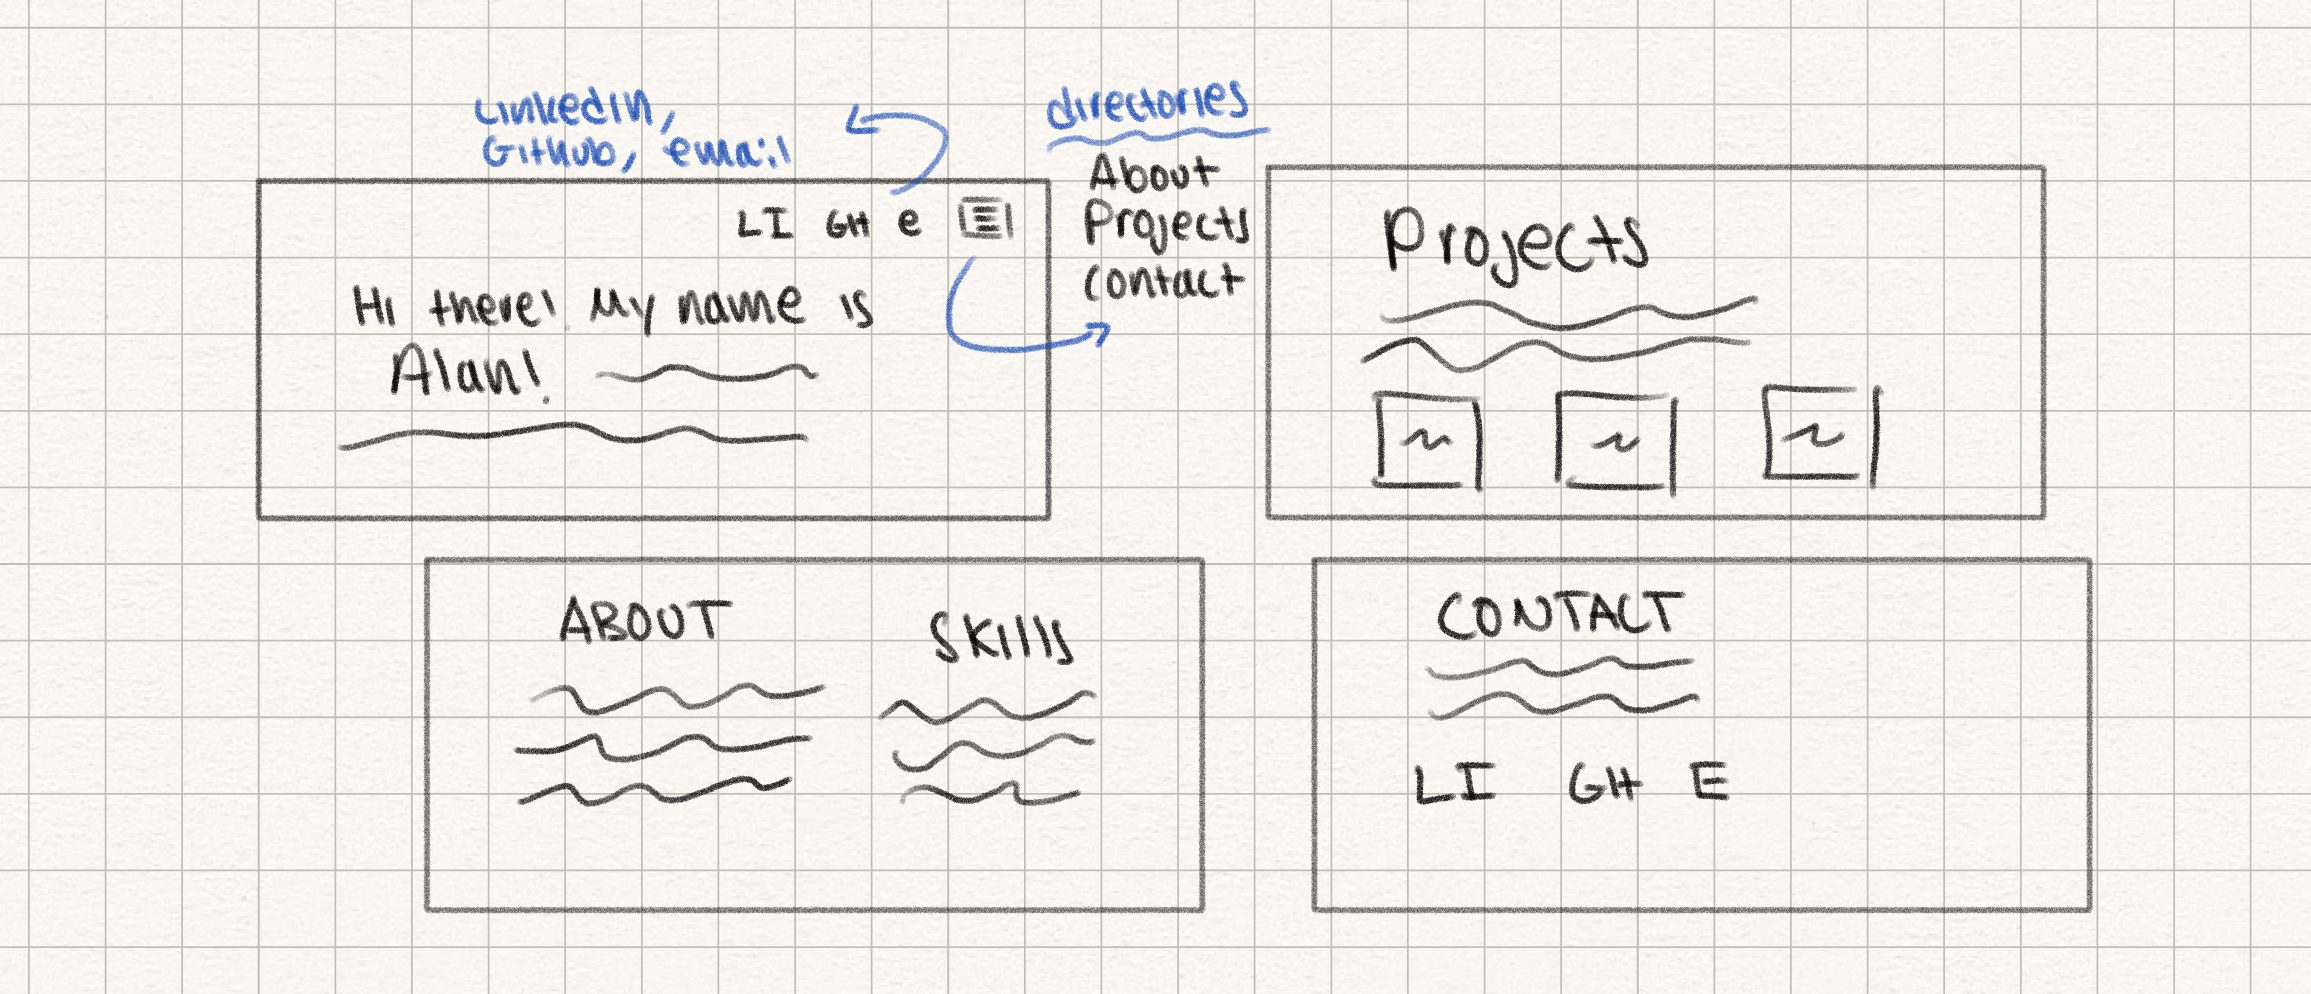 LinkedIn,
GitHub, email
LI GH e
Hi there! My name is
Alan!
directories
About
Projects
contact
Projects
ABOUT
Skills
CONTACT
LI GH E